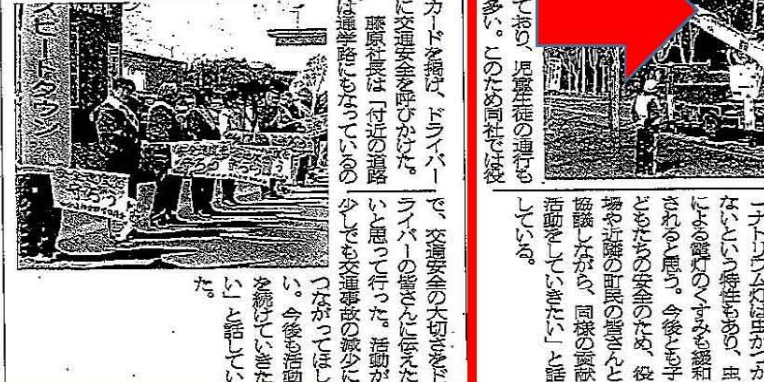 ており、児童生徒の通行も
多い。このため同社では役
ナトリウム灯は虫がつか
ないという特性もあり、虫
による電灯のくすみも緩和
されると思う。今後とも子
どもたちの安全のため、役
場や近隣の町民の皆さんと
協議しながら、同様の貢献
活動をしていきたい」と話
している。
カードを掲げ、ドライバー
に交通安全を呼びかけた。
藤原社長は「付近の道路
は通学路にもなっているの
で、交通安全の大切さをド
ライバーの皆さんに伝えた
いと思って行った。活動が
少しでも交通事故の減少に
つながってほし
い。今後も活動
を続けていきた
い」と話してい
た。
スピードダウン